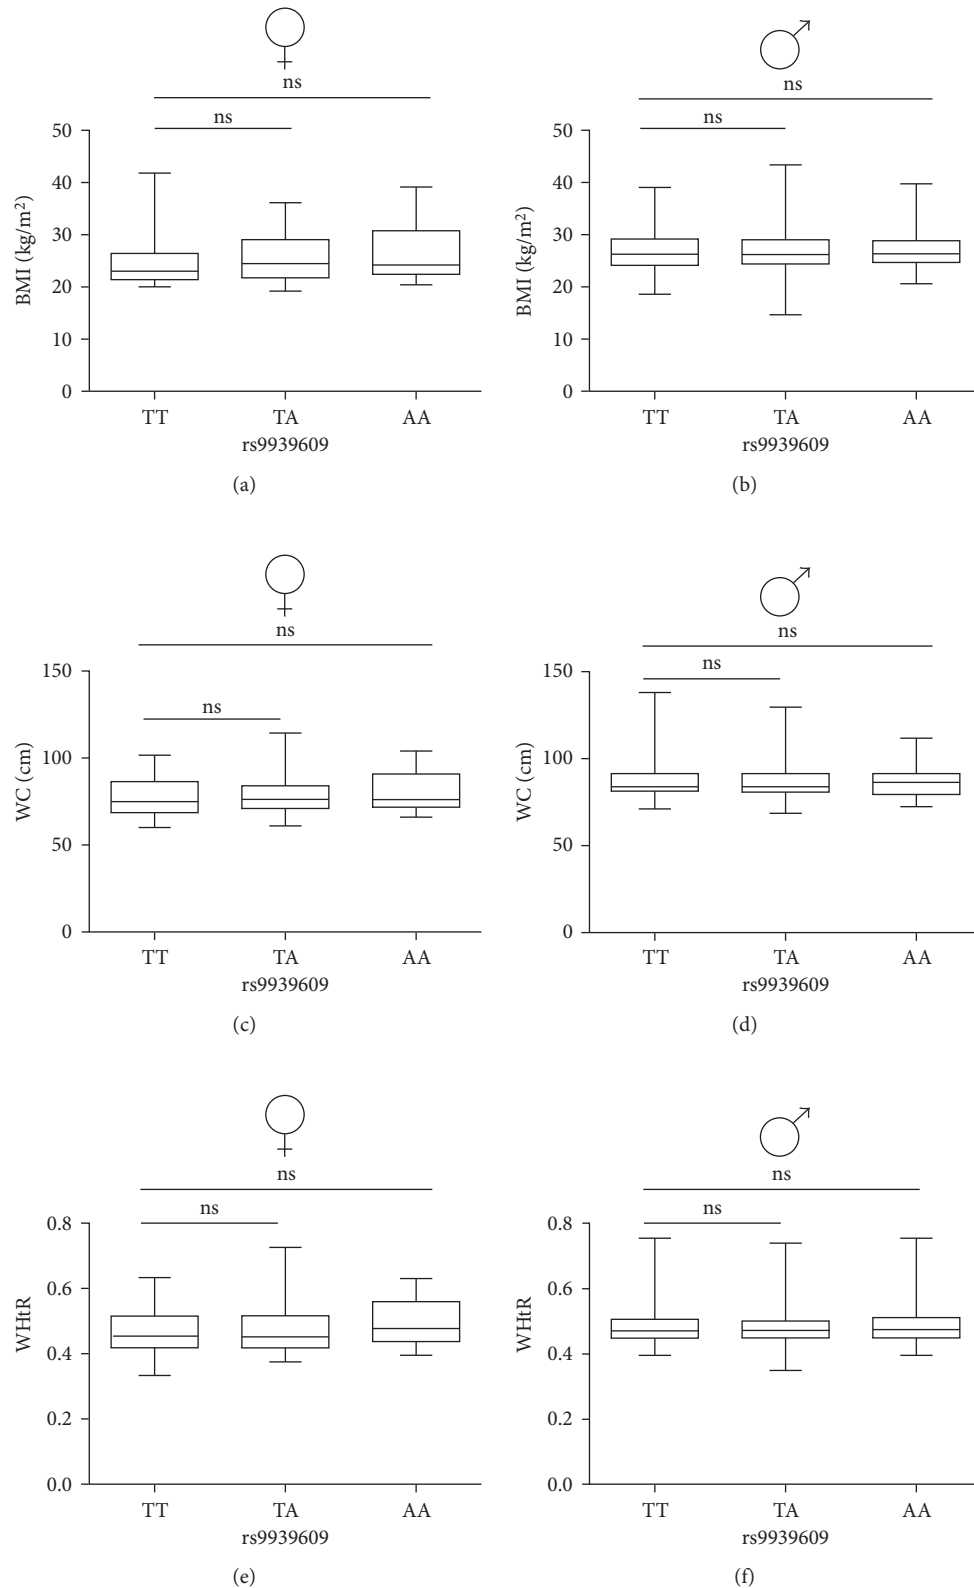 ns
ns
50
40
30
20
10
0
BMI (kg/m²)
TT TA AA
rs9939609
(a)
ns
ns
50
40
30
20
10
0
BMI (kg/m²)
TT TA AA
rs9939609
(b)
ns
ns
150
100
50
0
WC (cm)
TT TA AA
rs9939609
(c)
ns
ns
150
100
50
0
WC (cm)
TT TA AA
rs9939609
(d)
ns
ns
0.8
0.6
0.4
0.2
0.0
WHtR
TT TA AA
rs9939609
(e)
ns
ns
0.8
0.6
0.4
0.2
0.0
WHtR
TT TA AA
rs9939609
(f)